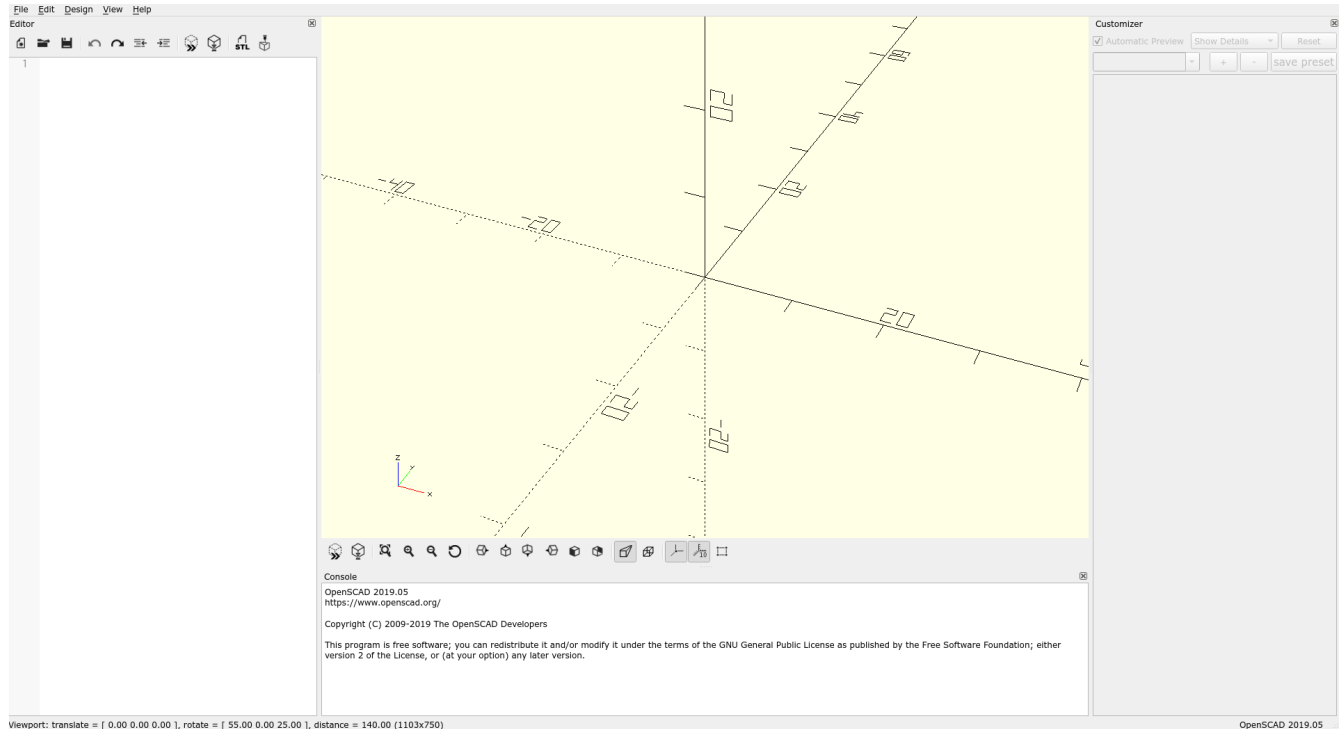 File Edit Design View Help
Editor
STL
1
-40
-20
20
20
40
60
20
-20
-20
Z
Y
X
10
Customizer
Automatic Preview Show Details Reset
+ - save preset
Console
OpenSCAD 2019.05
https://www.openscad.org/
Copyright (C) 2009-2019 The OpenSCAD Developers
This program is free software; you can redistribute it and/or modify it under the terms of the GNU General Public License as published by the Free Software Foundation; either
version 2 of the License, or (at your option) any later version.
Viewport: translate = [ 0.00 0.00 0.00 ], rotate = [ 55.00 0.00 25.00 ], distance = 140.00 (1103x750)
OpenSCAD 2019.05